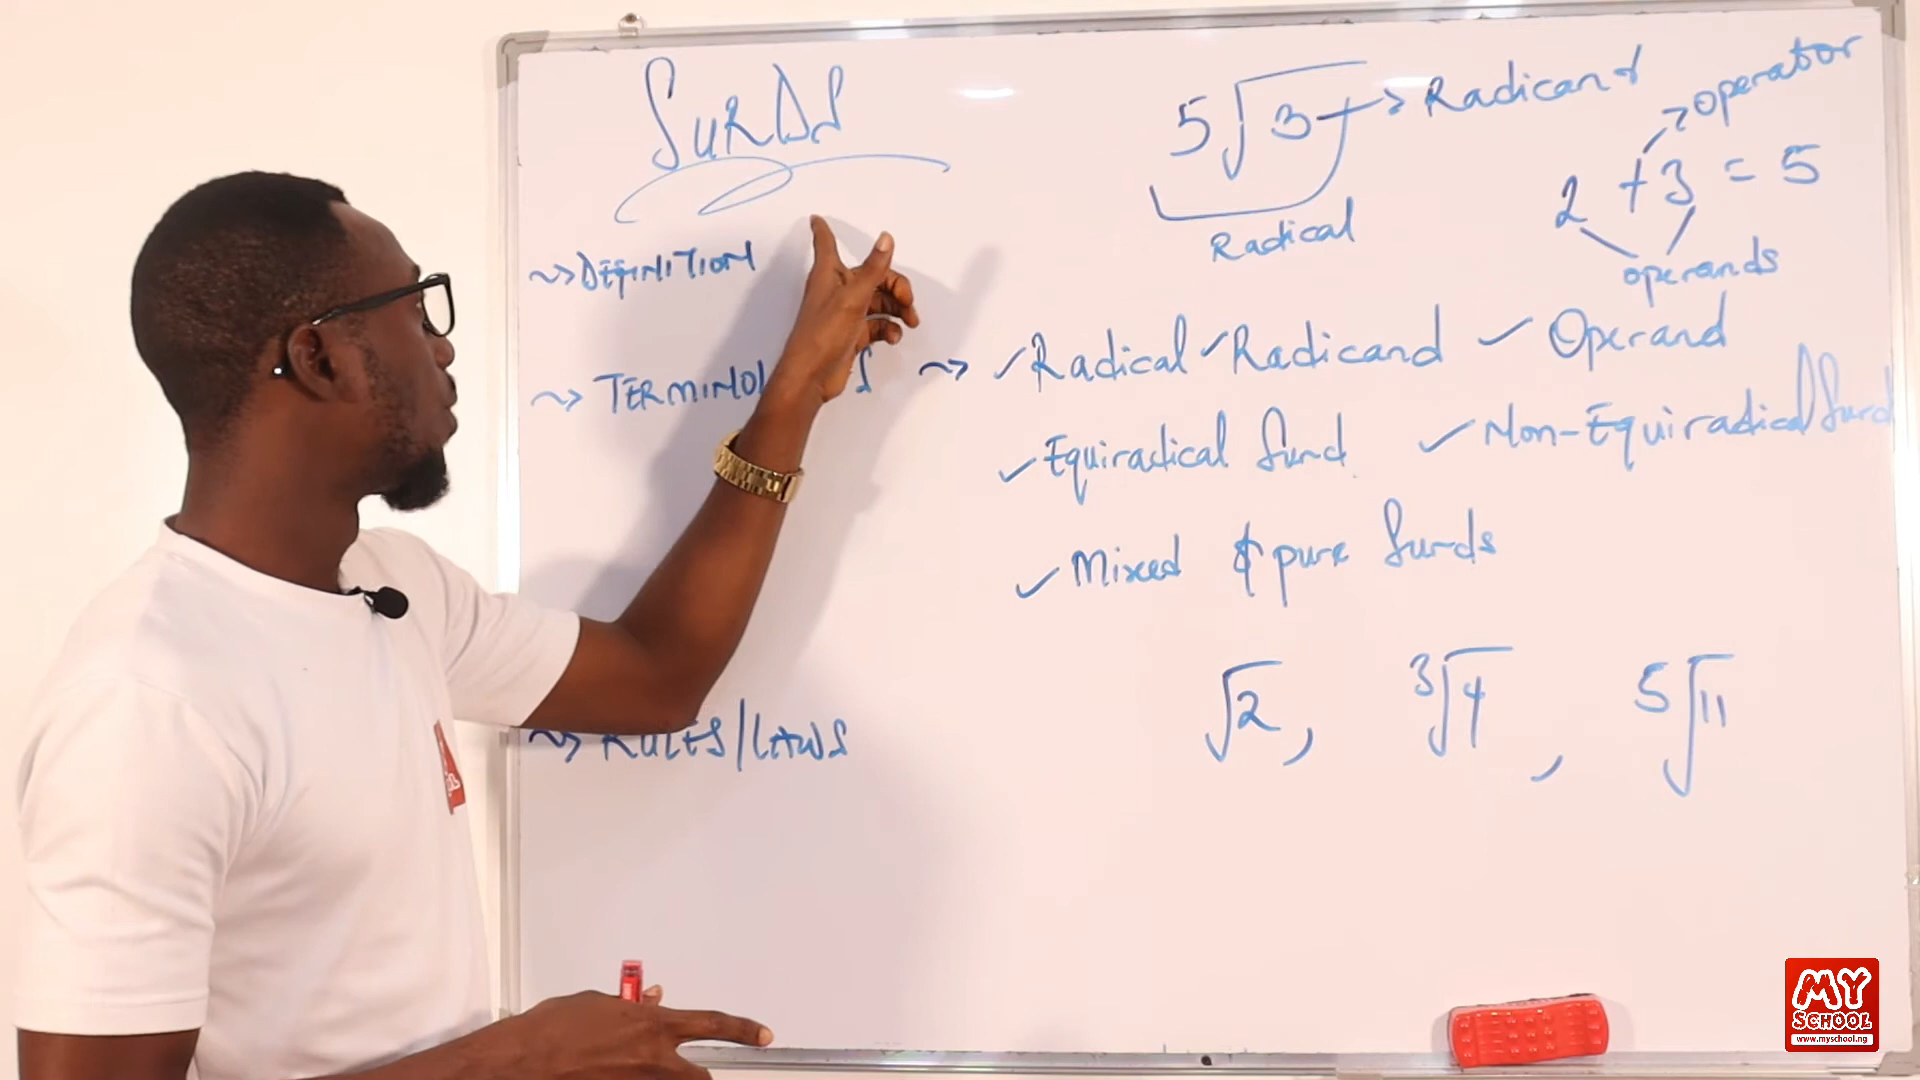 SURDS
~> DEFINITION
~> TERMINOL S ~> ✓Radical ✓Radicand ✓ Operand
✓ Equiradical Surd ✓ Non-Equiradical Surd
✓ Mixed & pure Surds
~> RULES/LAWS
5√3 -> Radicand
Radical
-> operator
2 + 3 = 5
operands
√2, ³√4, 5√11
MY
SCHOOL
www.myschool.ng